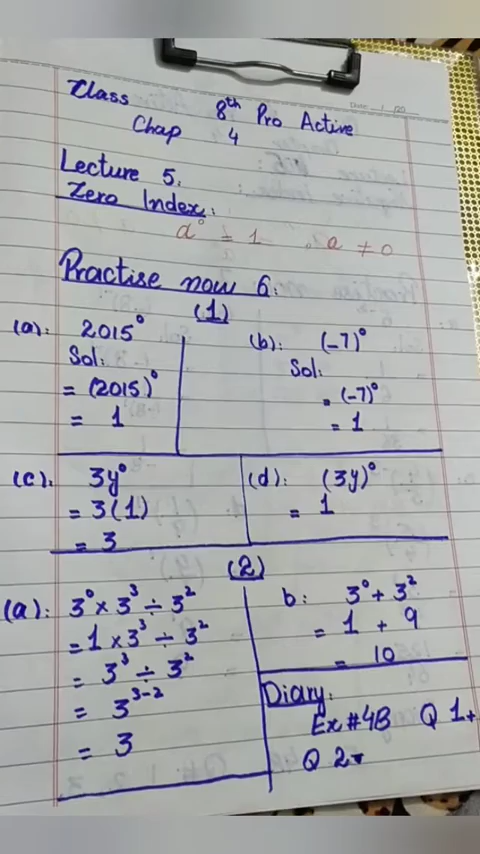 Class 8th Pro Active
Chap 4
Lecture 5.
Zero Index:
a° = 1 a ≠ 0
Practise now 6:
(1)
(a): 2015°
Sol:
= (2015)°
= 1
(b): (-7)°
Sol:
= (-7)°
= 1
(c). 3y°
= 3(1)
= 3
(d): (3y)°
= 1
(2)
(a): 3° × 3³ ÷ 3²
= 1 × 3³ ÷ 3²
= 3³ ÷ 3²
= 3³⁻²
= 3
b: 3° + 3²
= 1 + 9
= 10
Diary:
Ex#4B Q 1,
Q 2